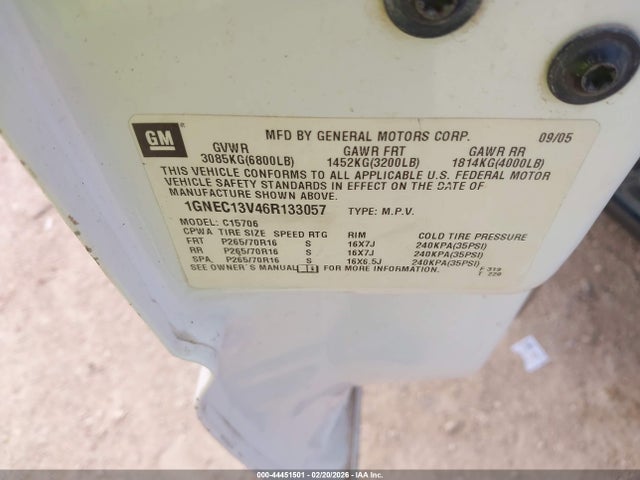 GM
MFD BY GENERAL MOTORS CORP. 09/05
GVWR GAWR FRT GAWR RR
3085KG(6800LB) 1452KG(3200LB) 1814KG(4000LB)
THIS VEHICLE CONFORMS TO ALL APPLICABLE U.S. FEDERAL MOTOR
VEHICLE SAFETY STANDARDS IN EFFECT ON THE DATE OF
MANUFACTURE SHOWN ABOVE.
1GNEC13V46R133057 TYPE: M.P.V.
MODEL: C15706
CPWA TIRE SIZE SPEED RTG RIM COLD TIRE PRESSURE
FRT P265/70R16 S 16X7J 240KPA(35PSI)
RR P265/70R16 S 16X7J 240KPA(35PSI)
SPA P265/70R16 S 16X6.5J 240KPA(35PSI)
SEE OWNER'S MANUAL FOR MORE INFORMATION.
F 319
T 220
000-44451501 - 02/20/2026 - IAA Inc.